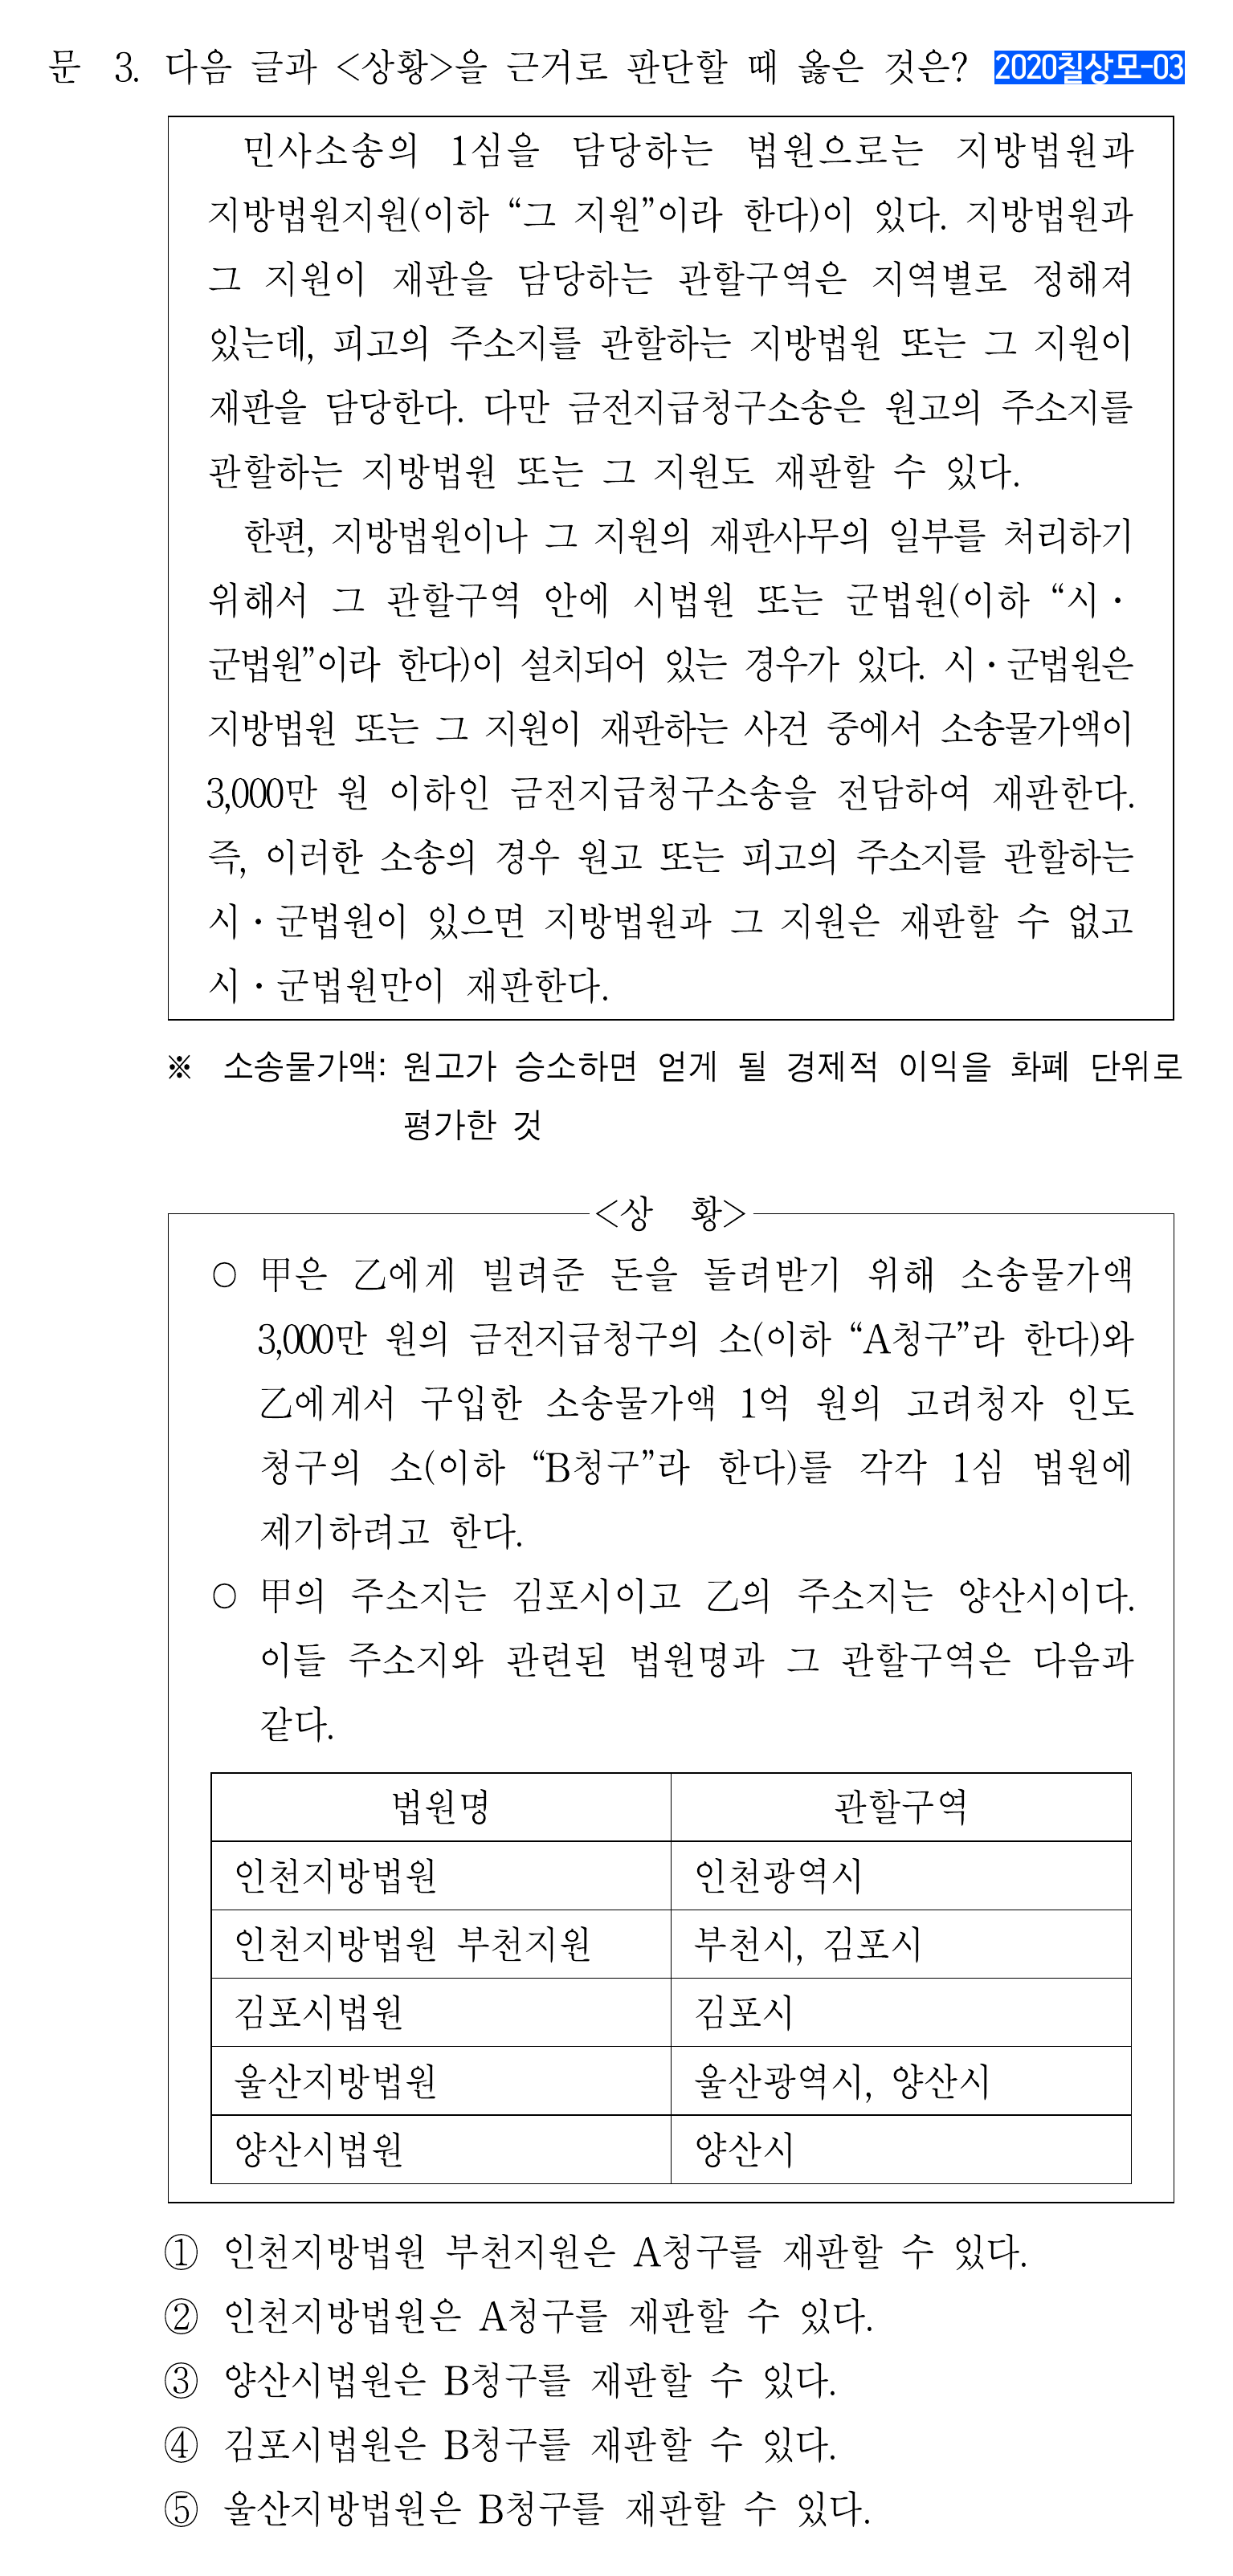 문 3. 다음 글과 <상황>을 근거로 판단할 때 옳은 것은? 2020칠상모-03
민사소송의 1심을 담당하는 법원으로는 지방법원과
지방법원지원(이하 “그 지원”이라 한다)이 있다. 지방법원과
그 지원이 재판을 담당하는 관할구역은 지역별로 정해져
있는데, 피고의 주소지를 관할하는 지방법원 또는 그 지원이
재판을 담당한다. 다만 금전지급청구소송은 원고의 주소지를
관할하는 지방법원 또는 그 지원도 재판할 수 있다.
한편, 지방법원이나 그 지원의 재판사무의 일부를 처리하기
위해서 그 관할구역 안에 시법원 또는 군법원(이하 “시・
군법원”이라 한다)이 설치되어 있는 경우가 있다. 시・군법원은
지방법원 또는 그 지원이 재판하는 사건 중에서 소송물가액이
3,000만 원 이하인 금전지급청구소송을 전담하여 재판한다.
즉, 이러한 소송의 경우 원고 또는 피고의 주소지를 관할하는
시・군법원이 있으면 지방법원과 그 지원은 재판할 수 없고
시・군법원만이 재판한다.
※ 소송물가액: 원고가 승소하면 얻게 될 경제적 이익을 화폐 단위로
평가한 것
<상 황>
○ 甲은 乙에게 빌려준 돈을 돌려받기 위해 소송물가액
3,000만 원의 금전지급청구의 소(이하 “A청구”라 한다)와
乙에게서 구입한 소송물가액 1억 원의 고려청자 인도
청구의 소(이하 “B청구”라 한다)를 각각 1심 법원에
제기하려고 한다.
○ 甲의 주소지는 김포시이고 乙의 주소지는 양산시이다.
이들 주소지와 관련된 법원명과 그 관할구역은 다음과
같다.
법원명 관할구역
인천지방법원 인천광역시
인천지방법원 부천지원 부천시, 김포시
김포시법원 김포시
울산지방법원 울산광역시, 양산시
양산시법원 양산시
① 인천지방법원 부천지원은 A청구를 재판할 수 있다.
② 인천지방법원은 A청구를 재판할 수 있다.
③ 양산시법원은 B청구를 재판할 수 있다.
④ 김포시법원은 B청구를 재판할 수 있다.
⑤ 울산지방법원은 B청구를 재판할 수 있다.